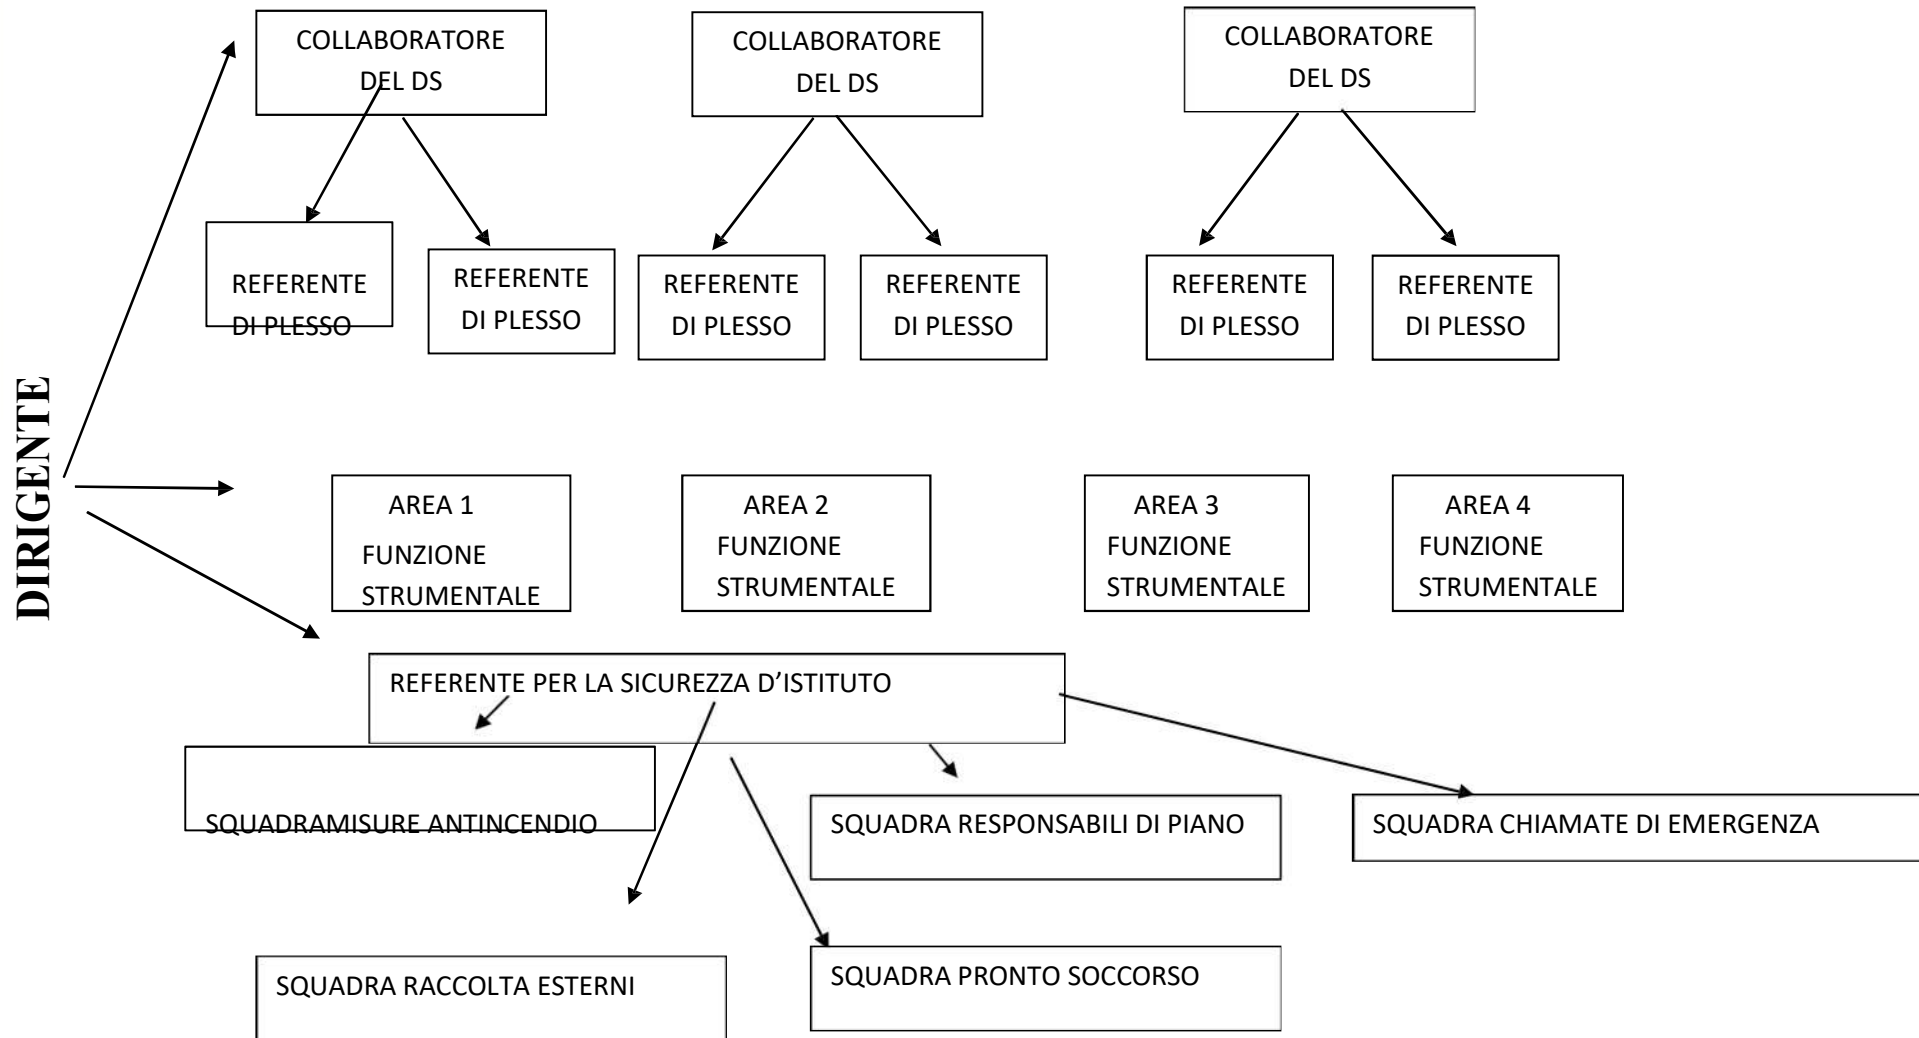 COLLABORATORE
DEL DS
COLLABORATORE
DEL DS
COLLABORATORE
DEL DS
REFERENTE
DI PLESSO
REFERENTE
DI PLESSO
REFERENTE
DI PLESSO
REFERENTE
DI PLESSO
REFERENTE
DI PLESSO
REFERENTE
DI PLESSO
DIRIGENTE
AREA 1
FUNZIONE
STRUMENTALE
AREA 2
FUNZIONE
STRUMENTALE
AREA 3
FUNZIONE
STRUMENTALE
AREA 4
FUNZIONE
STRUMENTALE
REFERENTE PER LA SICUREZZA D’ISTITUTO
SQUADRAMISURE ANTINCENDIO
SQUADRA RESPONSABILI DI PIANO
SQUADRA CHIAMATE DI EMERGENZA
SQUADRA RACCOLTA ESTERNI
SQUADRA PRONTO SOCCORSO